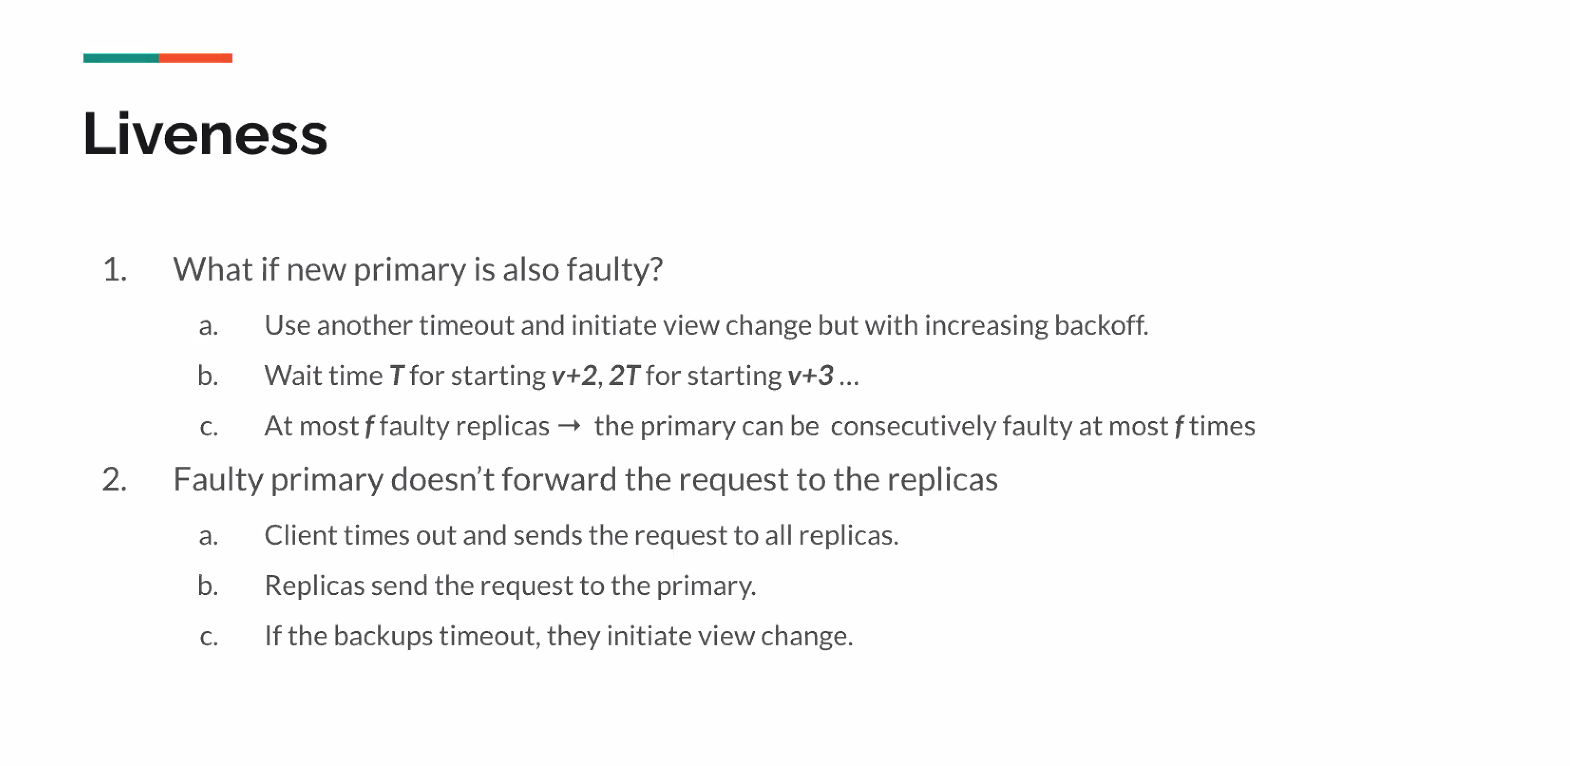 Liveness
1. What if new primary is also faulty?
a. Use another timeout and initiate view change but with increasing backoff.
b. Wait time T for starting v+2, 2T for starting v+3 ...
c. At most f faulty replicas → the primary can be consecutively faulty at most f times
2. Faulty primary doesn’t forward the request to the replicas
a. Client times out and sends the request to all replicas.
b. Replicas send the request to the primary.
c. If the backups timeout, they initiate view change.